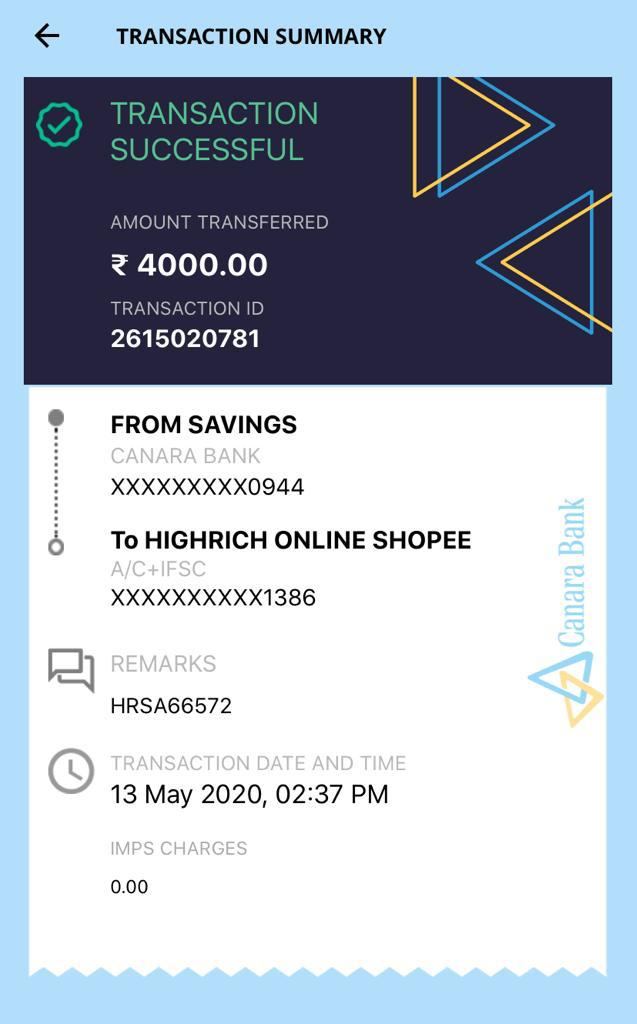 TRANSACTION SUMMARY
TRANSACTION
SUCCESSFUL
AMOUNT TRANSFERRED
₹ 4000.00
TRANSACTION ID
2615020781
FROM SAVINGS
CANARA BANK
XXXXXXXXX0944
To HIGHRICH ONLINE SHOPEE
A/C+IFSC
XXXXXXXXXX1386
Canara Bank
REMARKS
HRSA66572
TRANSACTION DATE AND TIME
13 May 2020, 02:37 PM
IMPS CHARGES
0.00